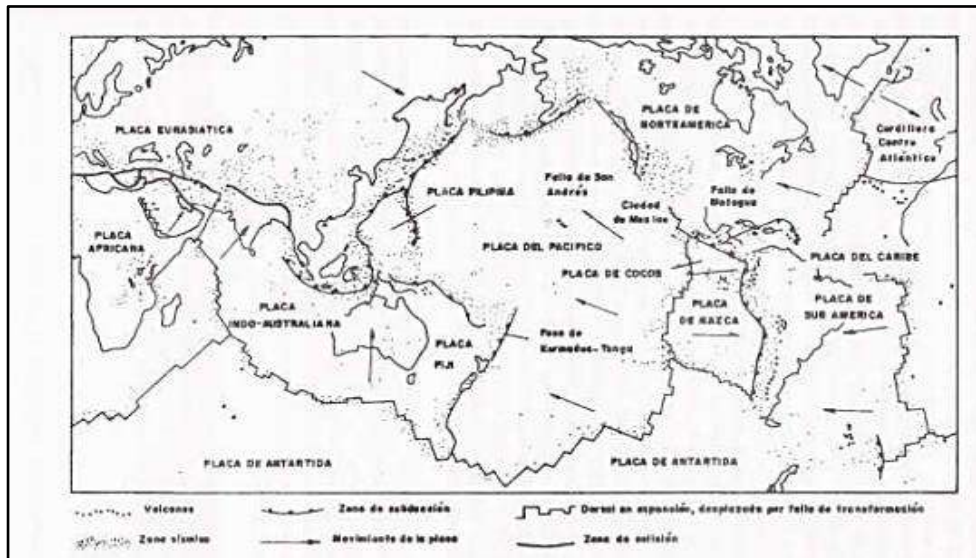 PLACA EURASIÁTICA
PLACA DE
NORTEAMERICA
Cordillera
Centro
Atlántica
PLACA FILIPINA
Falla de San
Andrés
Falla de
Motagua
Ciudad
de Mexico
PLACA
AFRICANA
PLACA DEL PACIFICO
PLACA DEL CARIBE
PLACA DE COCOS
PLACA
INDO-AUSTRALIANA
PLACA
DE NAZCA
PLACA DE
SUR AMERICA
PLACA
FIJI
Fosa de
Kermadec-Tonga
PLACA DE ANTARTIDA
PLACA DE ANTARTIDA
Volcanes
Zona de subducción
Dorsal en expansión, desplazada por falla de transformación
Zona sísmica
Movimiento de la placa
Zona de colisión